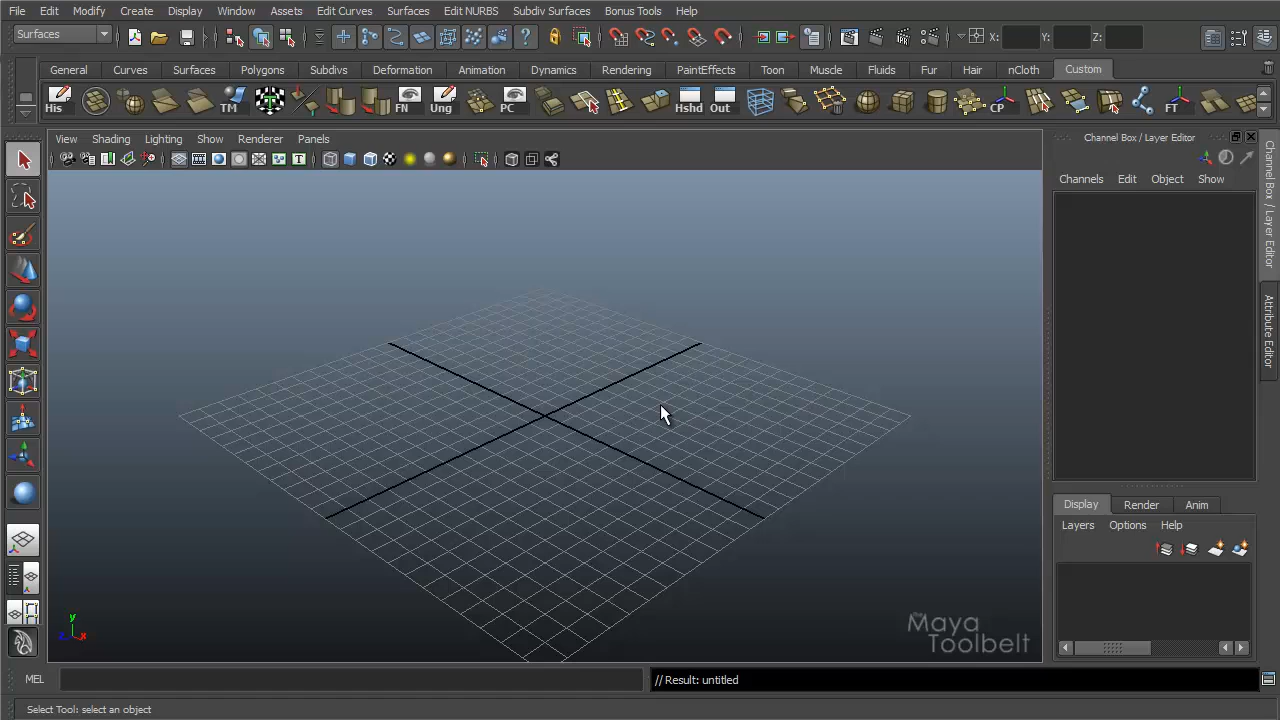 File Edit Modify Create Display Window Assets Edit Curves Surfaces Edit NURBS Subdiv Surfaces Bonus Tools Help
Surfaces X: Y: Z:
General Curves Surfaces Polygons Subdivs Deformation Animation Dynamics Rendering PaintEffects Toon Muscle Fluids Fur Hair nCloth Custom
His TM FN Ung PC Hshd Out CP FT
View Shading Lighting Show Renderer Panels
Channel Box / Layer Editor
Channels Edit Object Show
Channel Box / Layer Editor
Attribute Editor
Display Render Anim
Layers Options Help
y
z x
the Maya
Toolbelt
MEL // Result: untitled
Select Tool: select an object